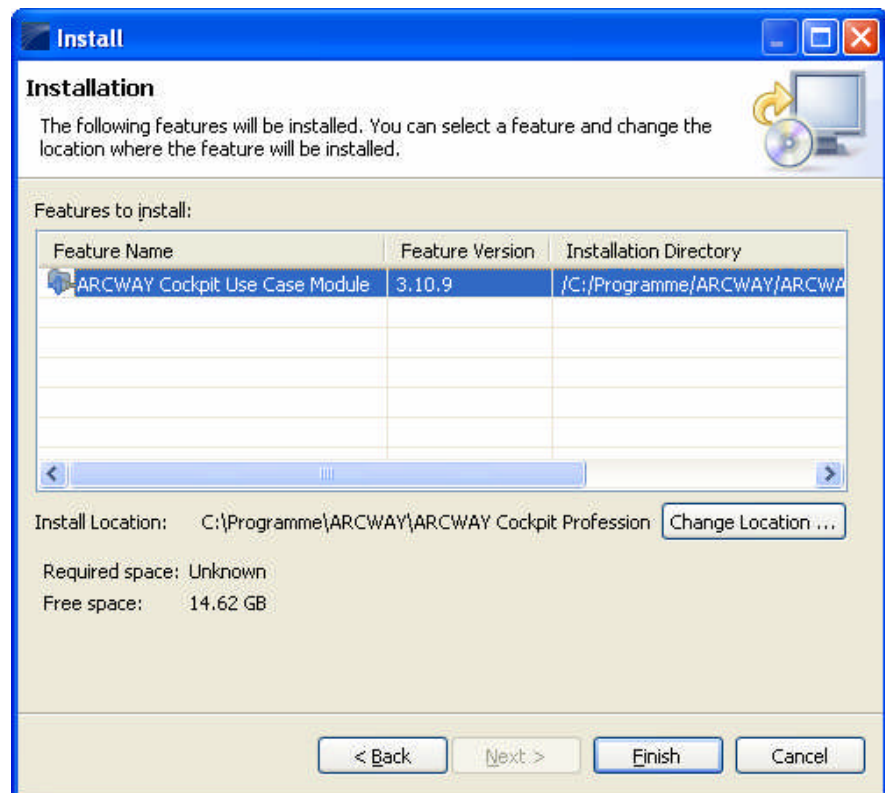 Install
Installation
The following features will be installed. You can select a feature and change the
location where the feature will be installed.
Features to install:
Feature Name Feature Version Installation Directory
ARCWAY Cockpit Use Case Module 3.10.9 /C:/Programme/ARCWAY/ARCWA
Install Location: C:\Programme\ARCWAY\ARCWAY Cockpit Profession Change Location ...
Required space: Unknown
Free space: 14.62 GB
< Back Next > Finish Cancel